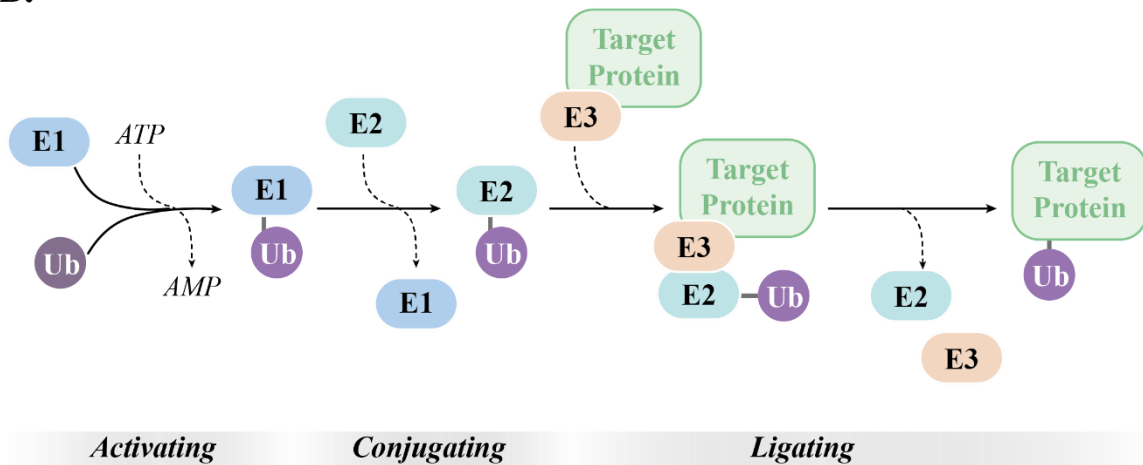 Target
Protein
E1
ATP
E2
E3
E1
E2
Target
Protein
Target
Protein
Ub
AMP
Ub
E1
Ub
E3
E2
Ub
E2
Ub
E3
Activating
Conjugating
Ligating